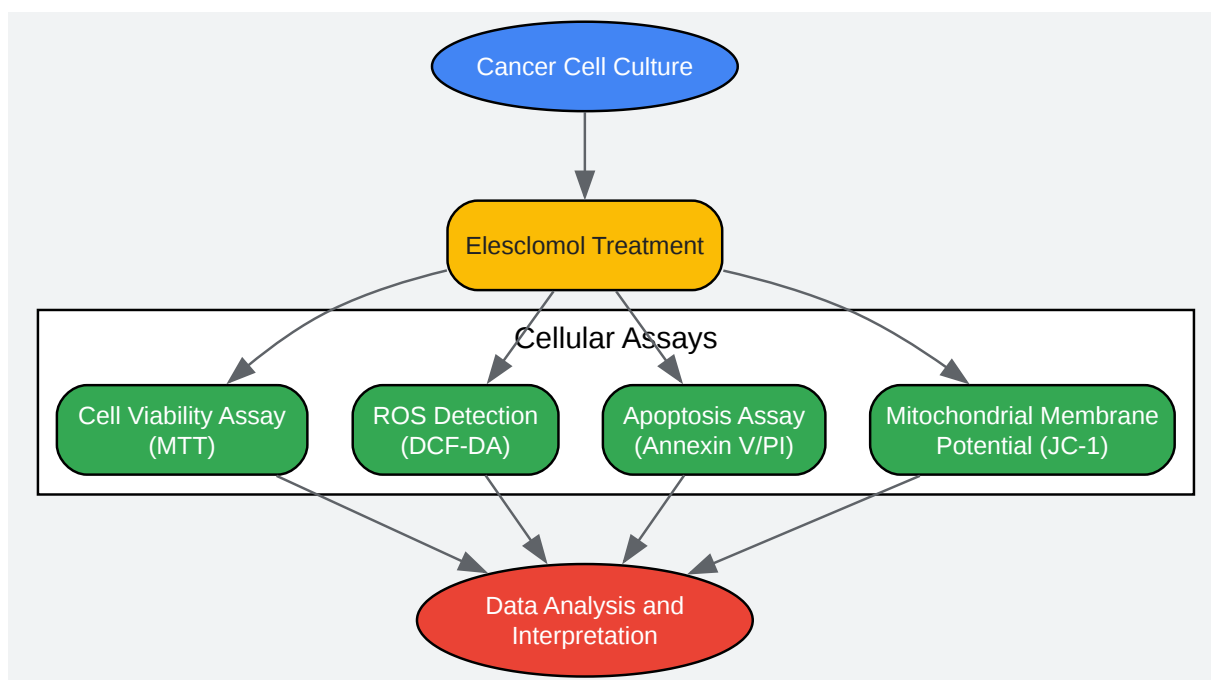 Cancer Cell Culture
Elesclomol Treatment
Cellular Assays
Cell Viability Assay
(MTT)
ROS Detection
(DCF-DA)
Apoptosis Assay
(Annexin V/PI)
Mitochondrial Membrane
Potential (JC-1)
Data Analysis and
Interpretation